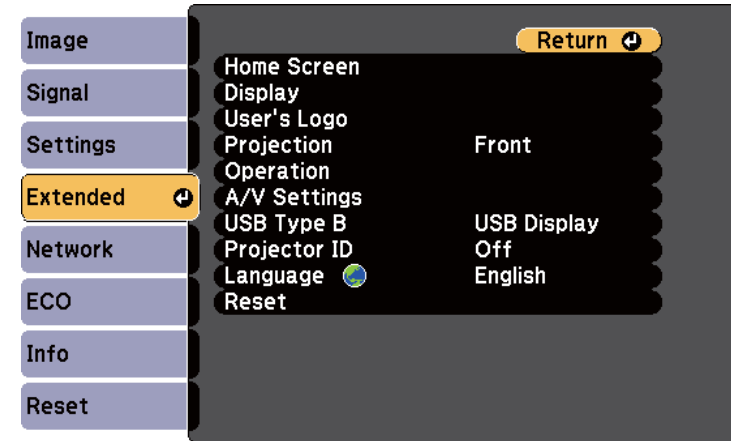 Image
Signal
Settings
Extended
Network
ECO
Info
Reset
Return
Home Screen
Display
User's Logo
Projection Front
Operation
A/V Settings
USB Type B USB Display
Projector ID Off
Language English
Reset